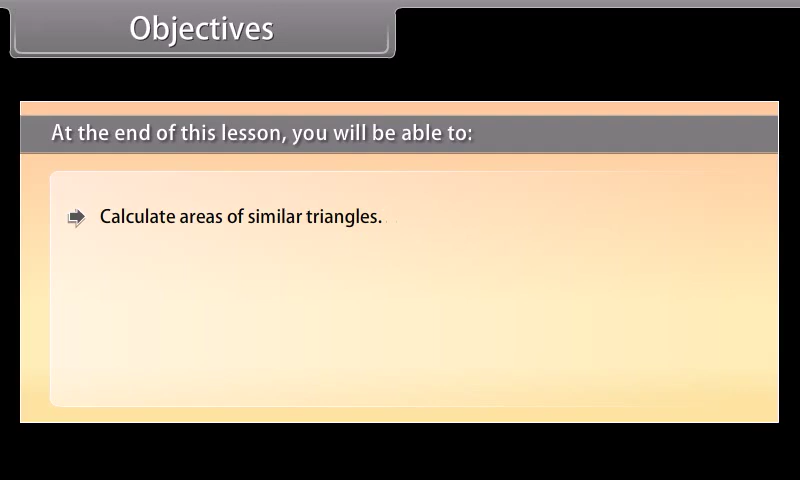 Objectives
At the end of this lesson, you will be able to:
Calculate areas of similar triangles.